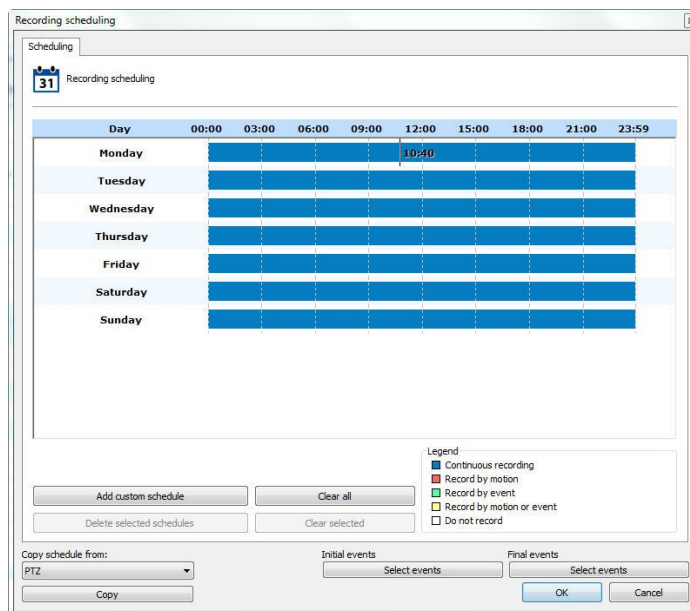 Recording scheduling
Scheduling
31 Recording scheduling
Day 00:00 03:00 06:00 09:00 12:00 15:00 18:00 21:00 23:59
Monday 10:40
Tuesday
Wednesday
Thursday
Friday
Saturday
Sunday
Legend
Continuous recording
Record by motion
Record by event
Record by motion or event
Do not record
Add custom schedule Clear all
Delete selected schedules Clear selected
Copy schedule from: Initial events Final events
PTZ Select events Select events
Copy OK Cancel